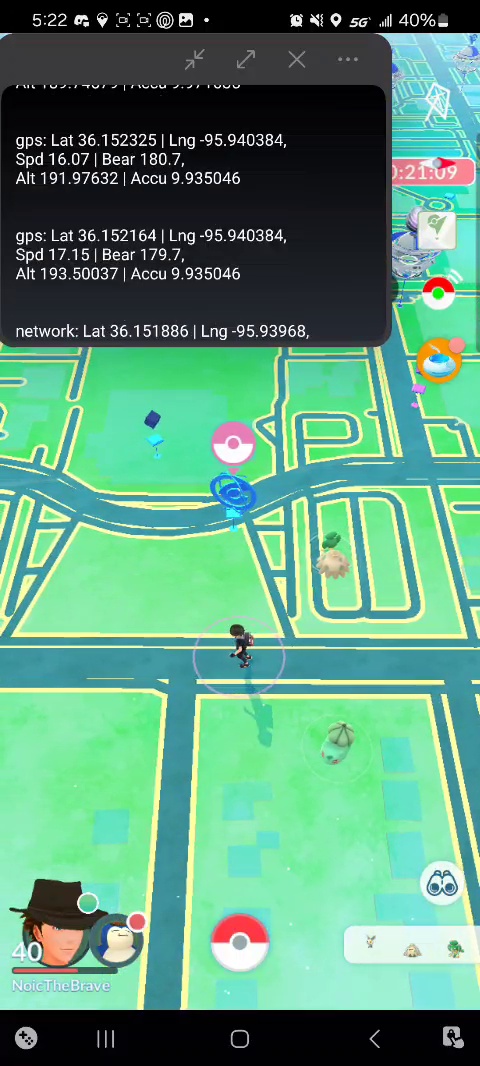 5:22
5G
40%
gps: Lat 36.152325 | Lng -95.940384,
Spd 16.07 | Bear 180.7,
Alt 191.97632 | Accu 9.935046
gps: Lat 36.152164 | Lng -95.940384,
Spd 17.15 | Bear 179.7,
Alt 193.50037 | Accu 9.935046
network: Lat 36.151886 | Lng -95.93968,
0:21:09
40
NoicTheBrave